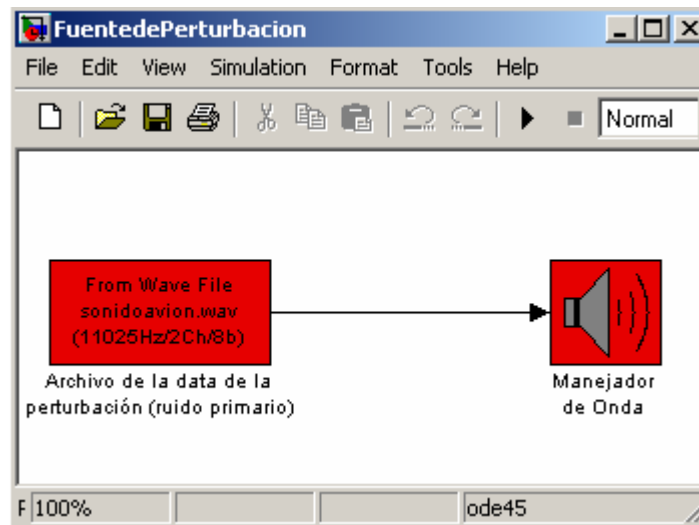 FuentedePerturbacion
File Edit View Simulation Format Tools Help
Normal
From Wave File
sonidoavion.wav
(11025Hz/2Ch/8b)
Archivo de la data de la
perturbación (ruido primario)
Manejador
de Onda
F 100% ode45